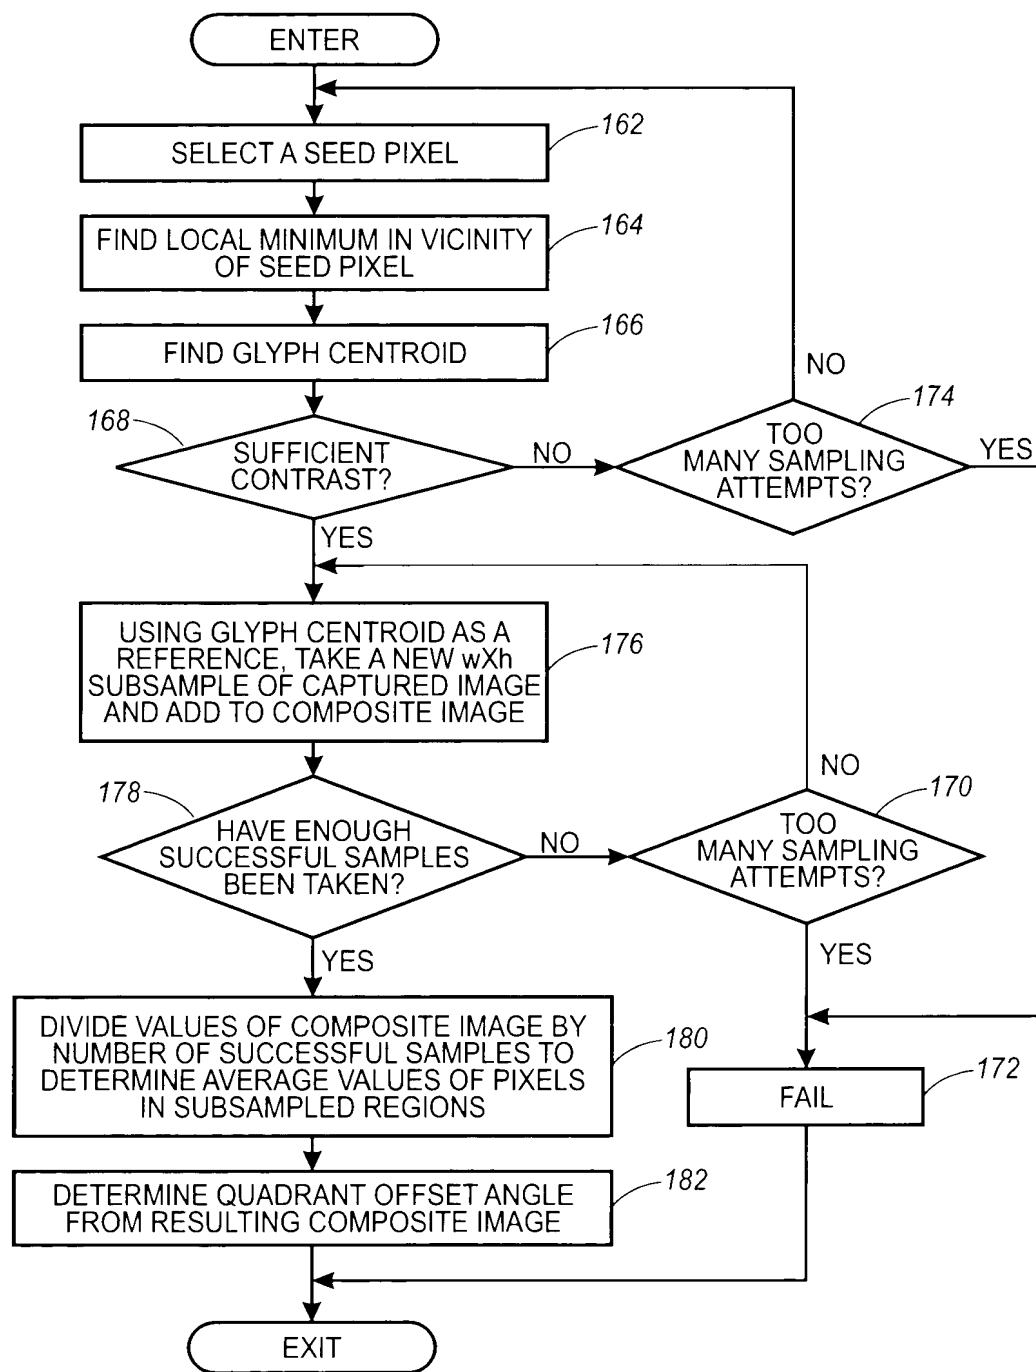 ENTER
162
SELECT A SEED PIXEL
164
FIND LOCAL MINIMUM IN VICINITY
OF SEED PIXEL
166
FIND GLYPH CENTROID
NO
168
174
SUFFICIENT
CONTRAST?
NO
TOO
MANY SAMPLING
ATTEMPTS?
YES
YES
USING GLYPH CENTROID AS A
REFERENCE, TAKE A NEW wXh
SUBSAMPLE OF CAPTURED IMAGE
AND ADD TO COMPOSITE IMAGE
176
NO
178
170
HAVE ENOUGH
SUCCESSFUL SAMPLES
BEEN TAKEN?
NO
TOO
MANY SAMPLING
ATTEMPTS?
YES
YES
DIVIDE VALUES OF COMPOSITE IMAGE BY
NUMBER OF SUCCESSFUL SAMPLES TO
DETERMINE AVERAGE VALUES OF PIXELS
IN SUBSAMPLED REGIONS
180
172
FAIL
DETERMINE QUADRANT OFFSET ANGLE
FROM RESULTING COMPOSITE IMAGE
182
EXIT